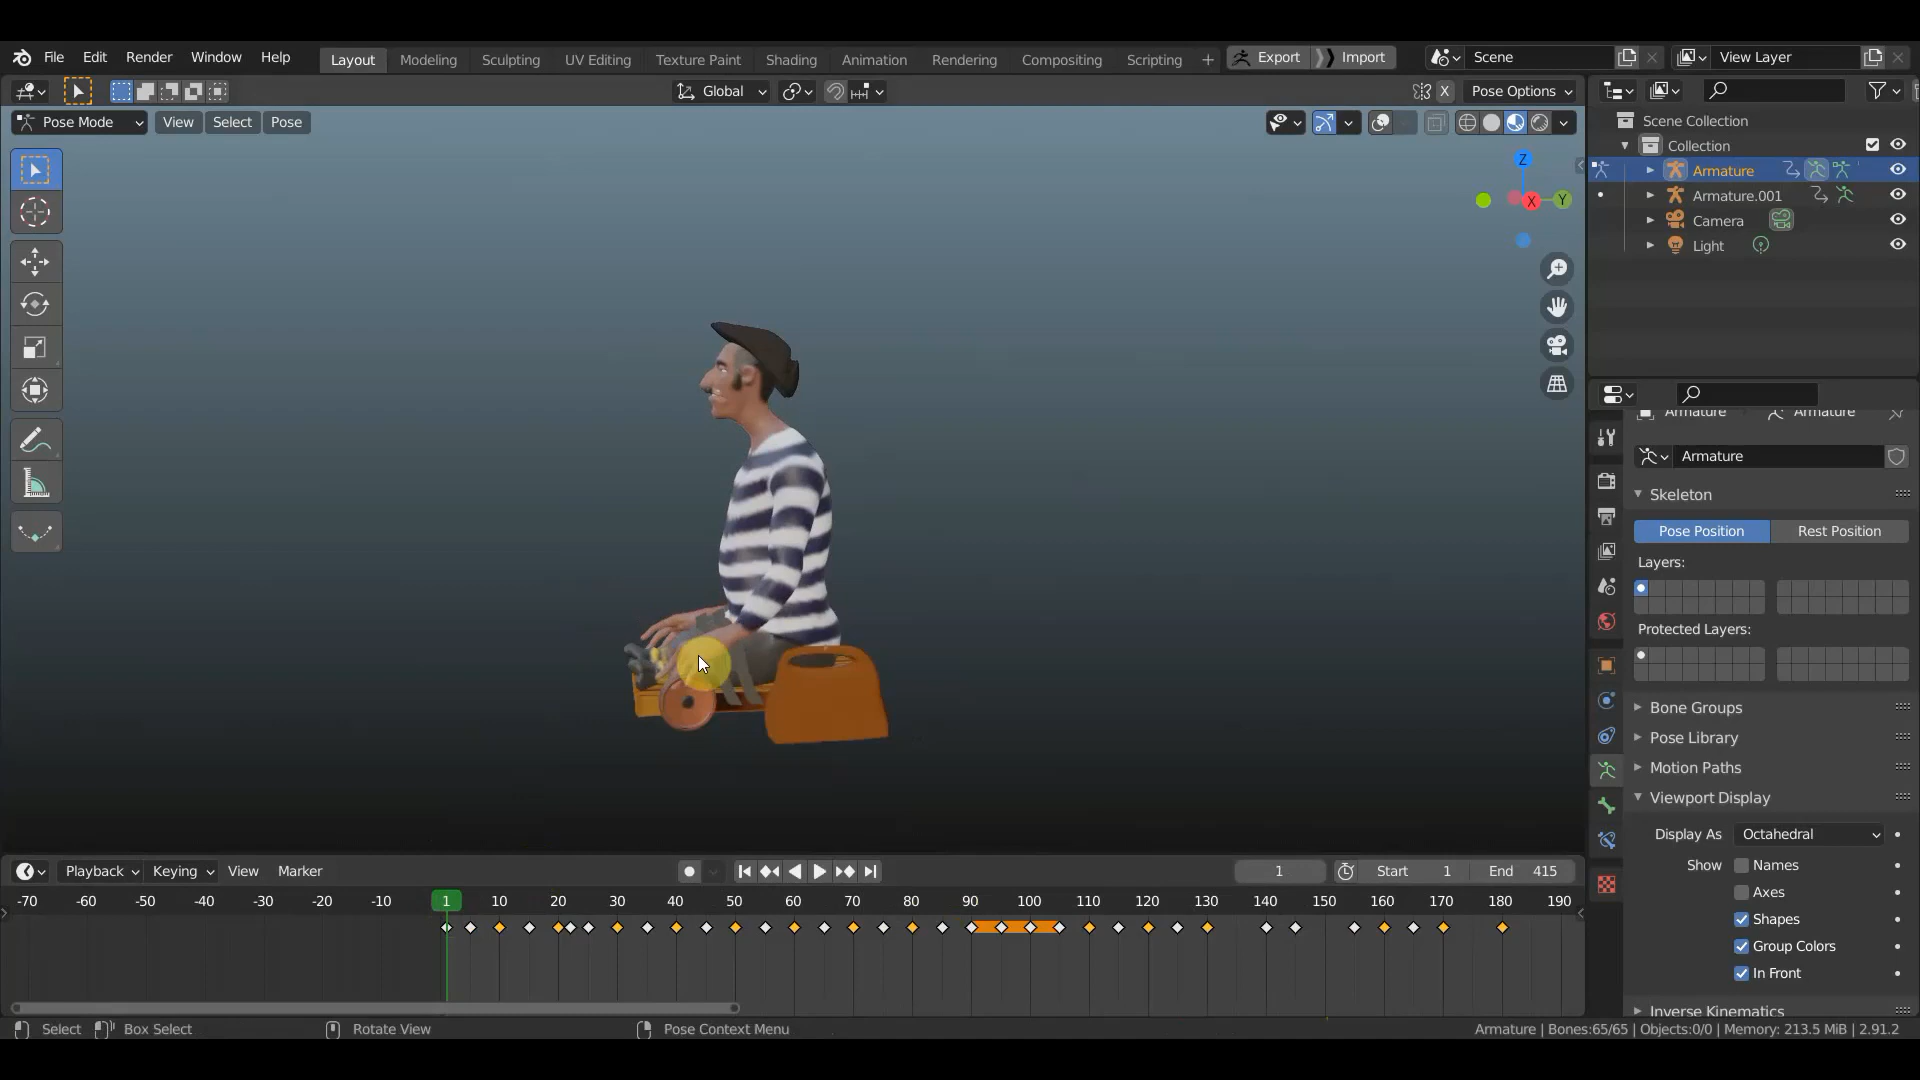 File Edit Render Window Help Layout Modeling Sculpting UV Editing Texture Paint Shading Animation Rendering Compositing Scripting + Export Import Scene View Layer
Global X Pose Options
Pose Mode View Select Pose
Z
X Y
Scene Collection
Collection
Armature
Armature.001
Camera
Light
Armature Armature
Armature
Skeleton
Pose Position Rest Position
Layers:
Protected Layers:
Bone Groups
Pose Library
Motion Paths
Viewport Display
Display As Octahedral
Show Names
Axes
Shapes
Group Colors
In Front
Inverse Kinematics
Playback Keying View Marker 1 Start 1 End 415
-70 -60 -50 -40 -30 -20 -10 1 10 20 30 40 50 60 70 80 90 100 110 120 130 140 150 160 170 180 190
Select Box Select Rotate View Pose Context Menu Armature | Bones:65/65 | Objects:0/0 | Memory: 213.5 MiB | 2.91.2